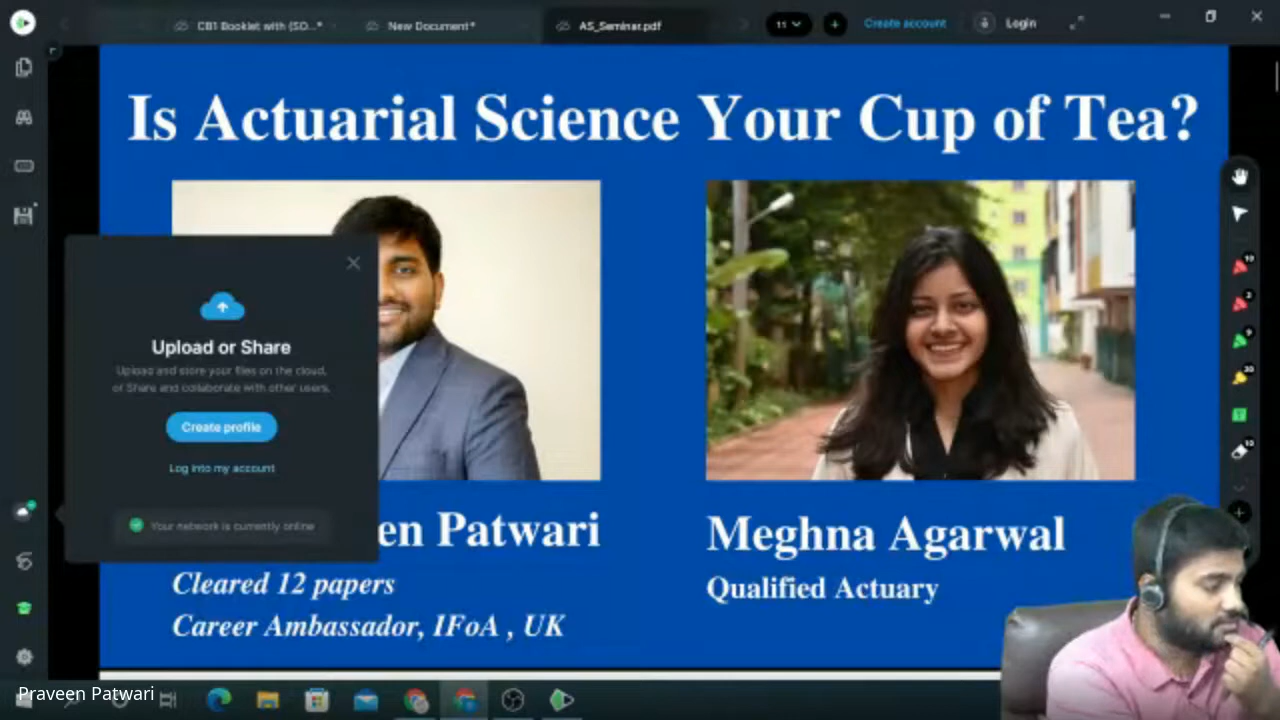 CB1 Booklet with (SO...*
New Document*
AS_Seminar.pdf
11
Create account
Login
Is Actuarial Science Your Cup of Tea?
Upload or Share
Upload and store your files on the cloud,
or Share and collaborate with other users.
Create profile
Log into my account
Your network is currently online
en Patwari
Cleared 12 papers
Career Ambassador, IFoA , UK
Meghna Agarwal
Qualified Actuary
Praveen Patwari